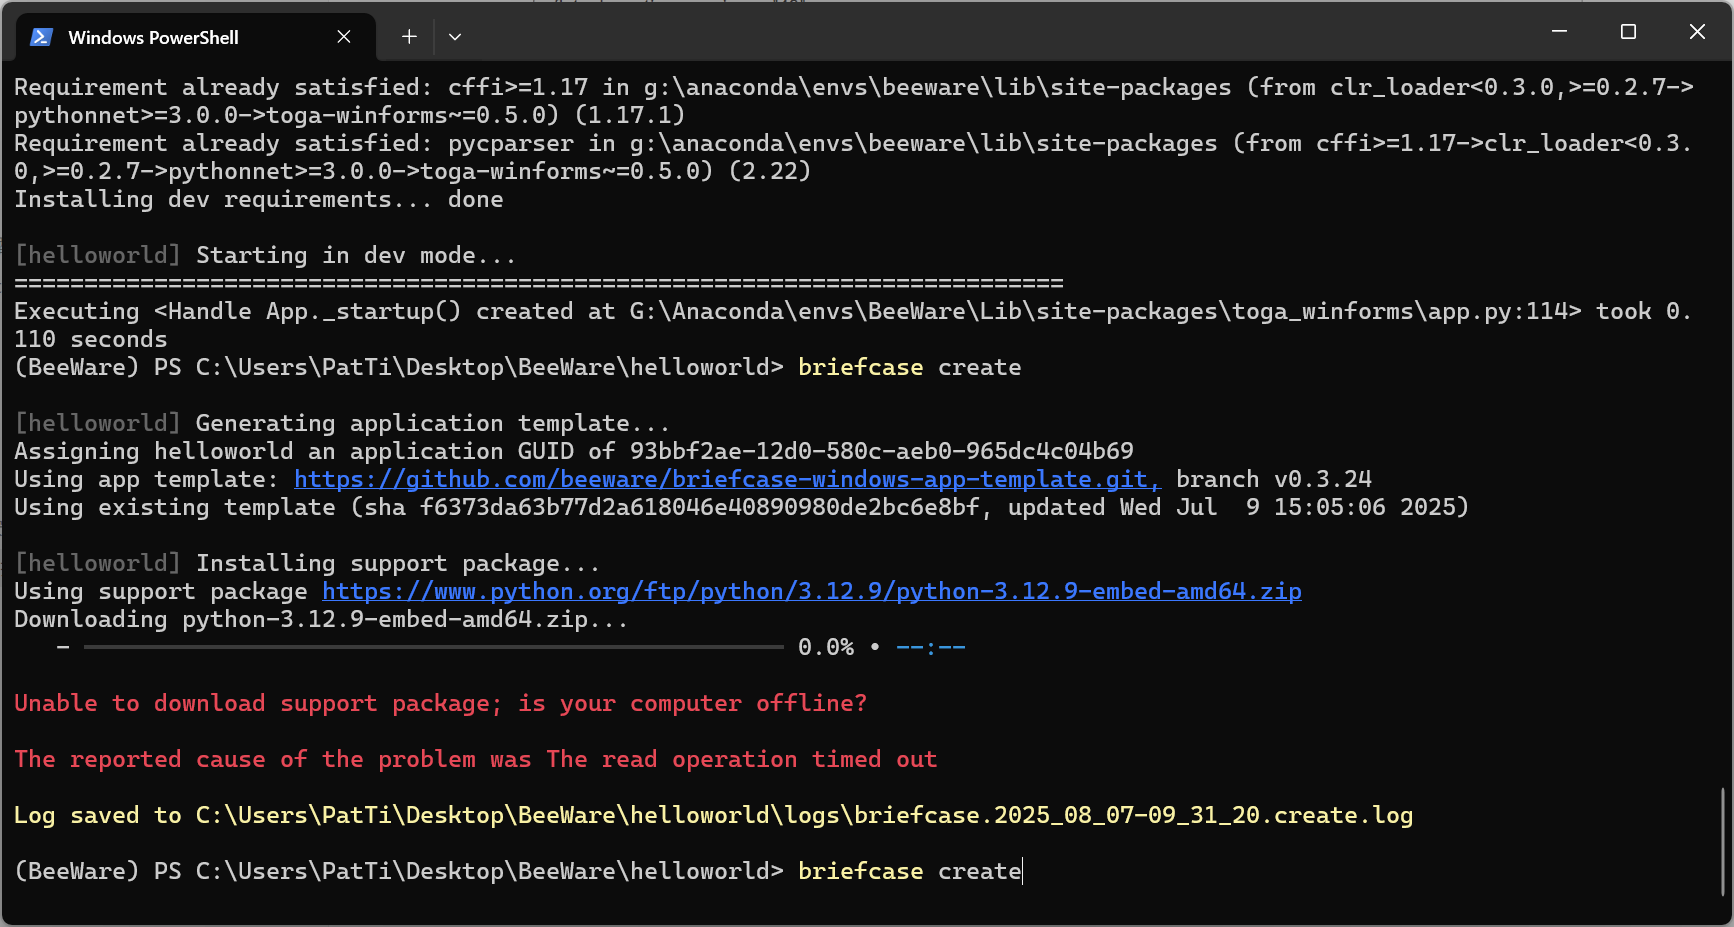 Windows PowerShell
Requirement already satisfied: cffi>=1.17 in g:\anaconda\envs\beeware\lib\site-packages (from clr_loader<0.3.0,>=0.2.7->
pythonnet>=3.0.0->toga-winforms~=0.5.0) (1.17.1)
Requirement already satisfied: pycparser in g:\anaconda\envs\beeware\lib\site-packages (from cffi>=1.17->clr_loader<0.3.
0,>=0.2.7->pythonnet>=3.0.0->toga-winforms~=0.5.0) (2.22)
Installing dev requirements... done
[helloworld] Starting in dev mode...
===========================================================================
Executing <Handle App._startup() created at G:\Anaconda\envs\BeeWare\Lib\site-packages\toga_winforms\app.py:114> took 0.
110 seconds
(BeeWare) PS C:\Users\PatTi\Desktop\BeeWare\helloworld> briefcase create
[helloworld] Generating application template...
Assigning helloworld an application GUID of 93bbf2ae-12d0-580c-aeb0-965dc4c04b69
Using app template: https://github.com/beeware/briefcase-windows-app-template.git, branch v0.3.24
Using existing template (sha f6373da63b77d2a618046e40890980de2bc6e8bf, updated Wed Jul  9 15:05:06 2025)
[helloworld] Installing support package...
Using support package https://www.python.org/ftp/python/3.12.9/python-3.12.9-embed-amd64.zip
Downloading python-3.12.9-embed-amd64.zip...
- 0.0% • --:--
Unable to download support package; is your computer offline?
The reported cause of the problem was The read operation timed out
Log saved to C:\Users\PatTi\Desktop\BeeWare\helloworld\logs\briefcase.2025_08_07-09_31_20.create.log
(BeeWare) PS C:\Users\PatTi\Desktop\BeeWare\helloworld> briefcase create